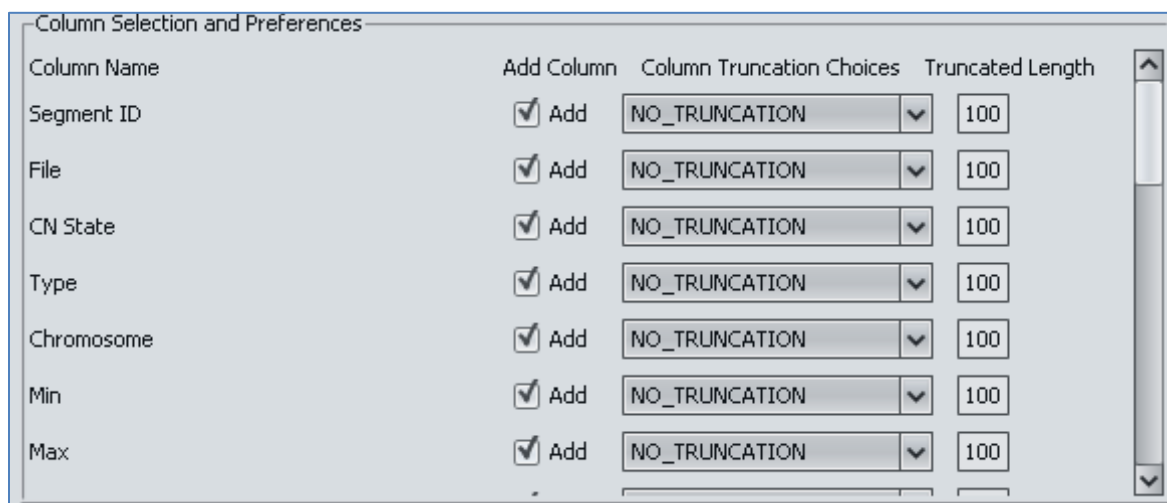 Column Selection and Preferences
Column Name Add Column Column Truncation Choices Truncated Length
Segment ID Add NO_TRUNCATION 100
File Add NO_TRUNCATION 100
CN State Add NO_TRUNCATION 100
Type Add NO_TRUNCATION 100
Chromosome Add NO_TRUNCATION 100
Min Add NO_TRUNCATION 100
Max Add NO_TRUNCATION 100